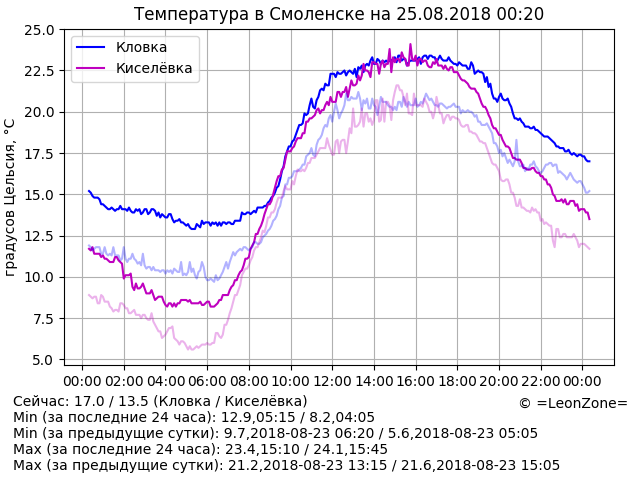 Температура в Смоленске на 25.08.2018 00:20
25.0
22.5
20.0
17.5
15.0
12.5
10.0
7.5
5.0
градусов Цельсия, °C
Кловка
Киселёвка
00:00 02:00 04:00 06:00 08:00 10:00 12:00 14:00 16:00 18:00 20:00 22:00 00:00
Сейчас: 17.0 / 13.5 (Кловка / Киселёвка)
© =LeonZone=
Min (за последние 24 часа): 12.9,05:15 / 8.2,04:05
Min (за предыдущие сутки): 9.7,2018-08-23 06:20 / 5.6,2018-08-23 05:05
Max (за последние 24 часа): 23.4,15:10 / 24.1,15:45
Max (за предыдущие сутки): 21.2,2018-08-23 13:15 / 21.6,2018-08-23 15:05